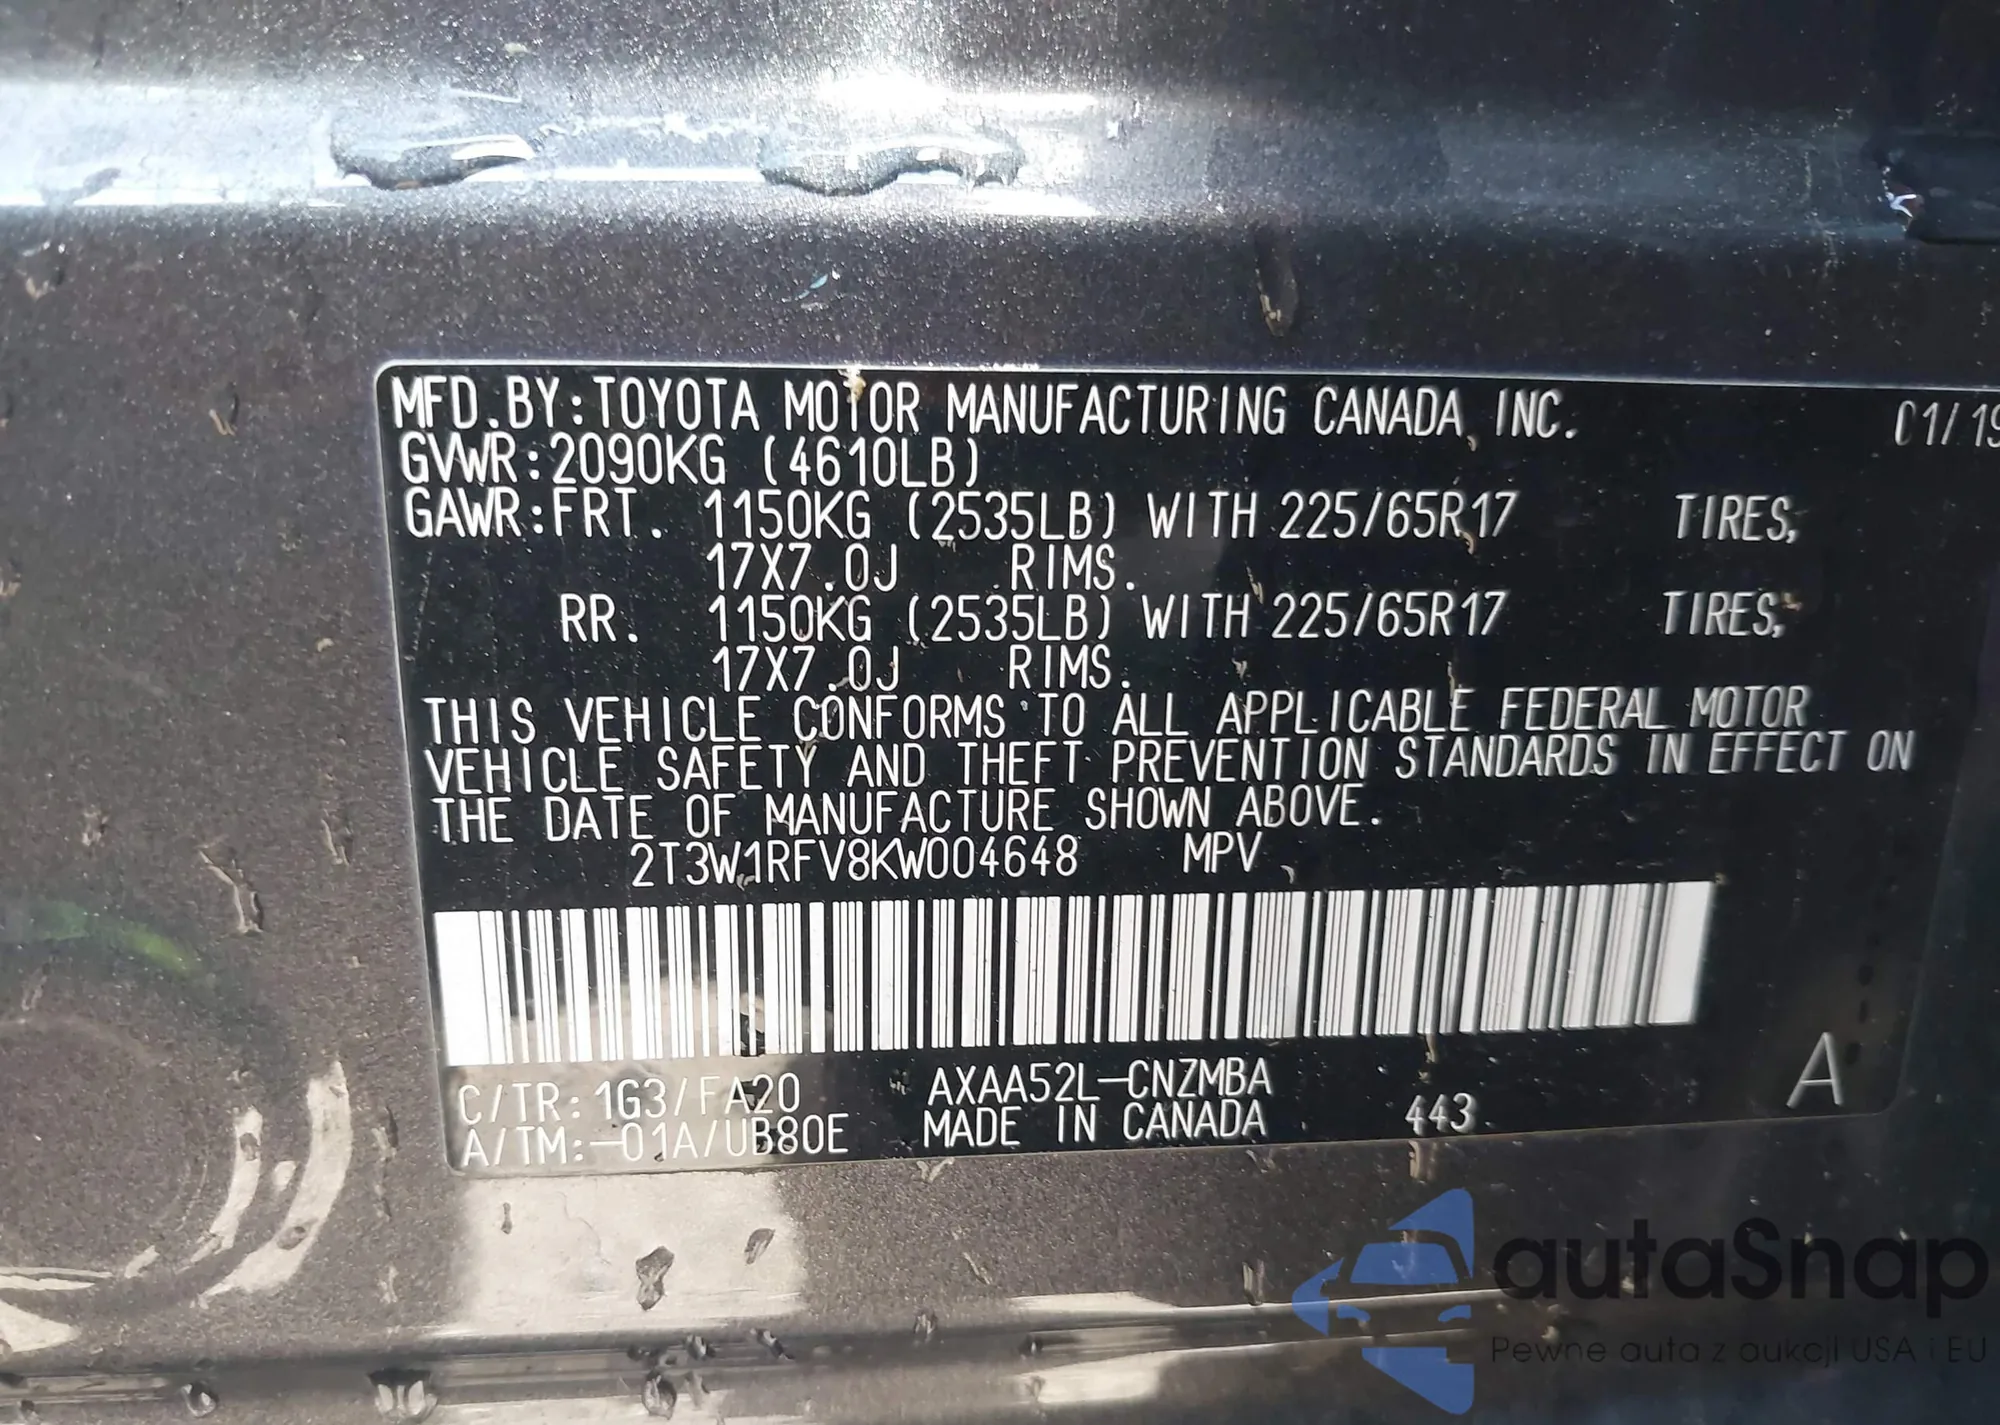 MFD.BY:TOYOTA MOTOR MANUFACTURING CANADA INC. 01/19
GVWR:2090KG (4610LB)
GAWR:FRT. 1150KG (2535LB) WITH 225/65R17 TIRES,
17X7.0J RIMS.
RR. 1150KG (2535LB) WITH 225/65R17 TIRES,
17X7.0J RIMS.
THIS VEHICLE CONFORMS TO ALL APPLICABLE FEDERAL MOTOR
VEHICLE SAFETY AND THEFT PREVENTION STANDARDS IN EFFECT ON
THE DATE OF MANUFACTURE SHOWN ABOVE.
2T3W1RFV8KW004648 MPV
C/TR:1G3/FA20 AXAA52L-CNZMBA
A/TM:-01A/UB80E MADE IN CANADA 443 A
autaSnap
Pewne auta z aukcji USA i EU